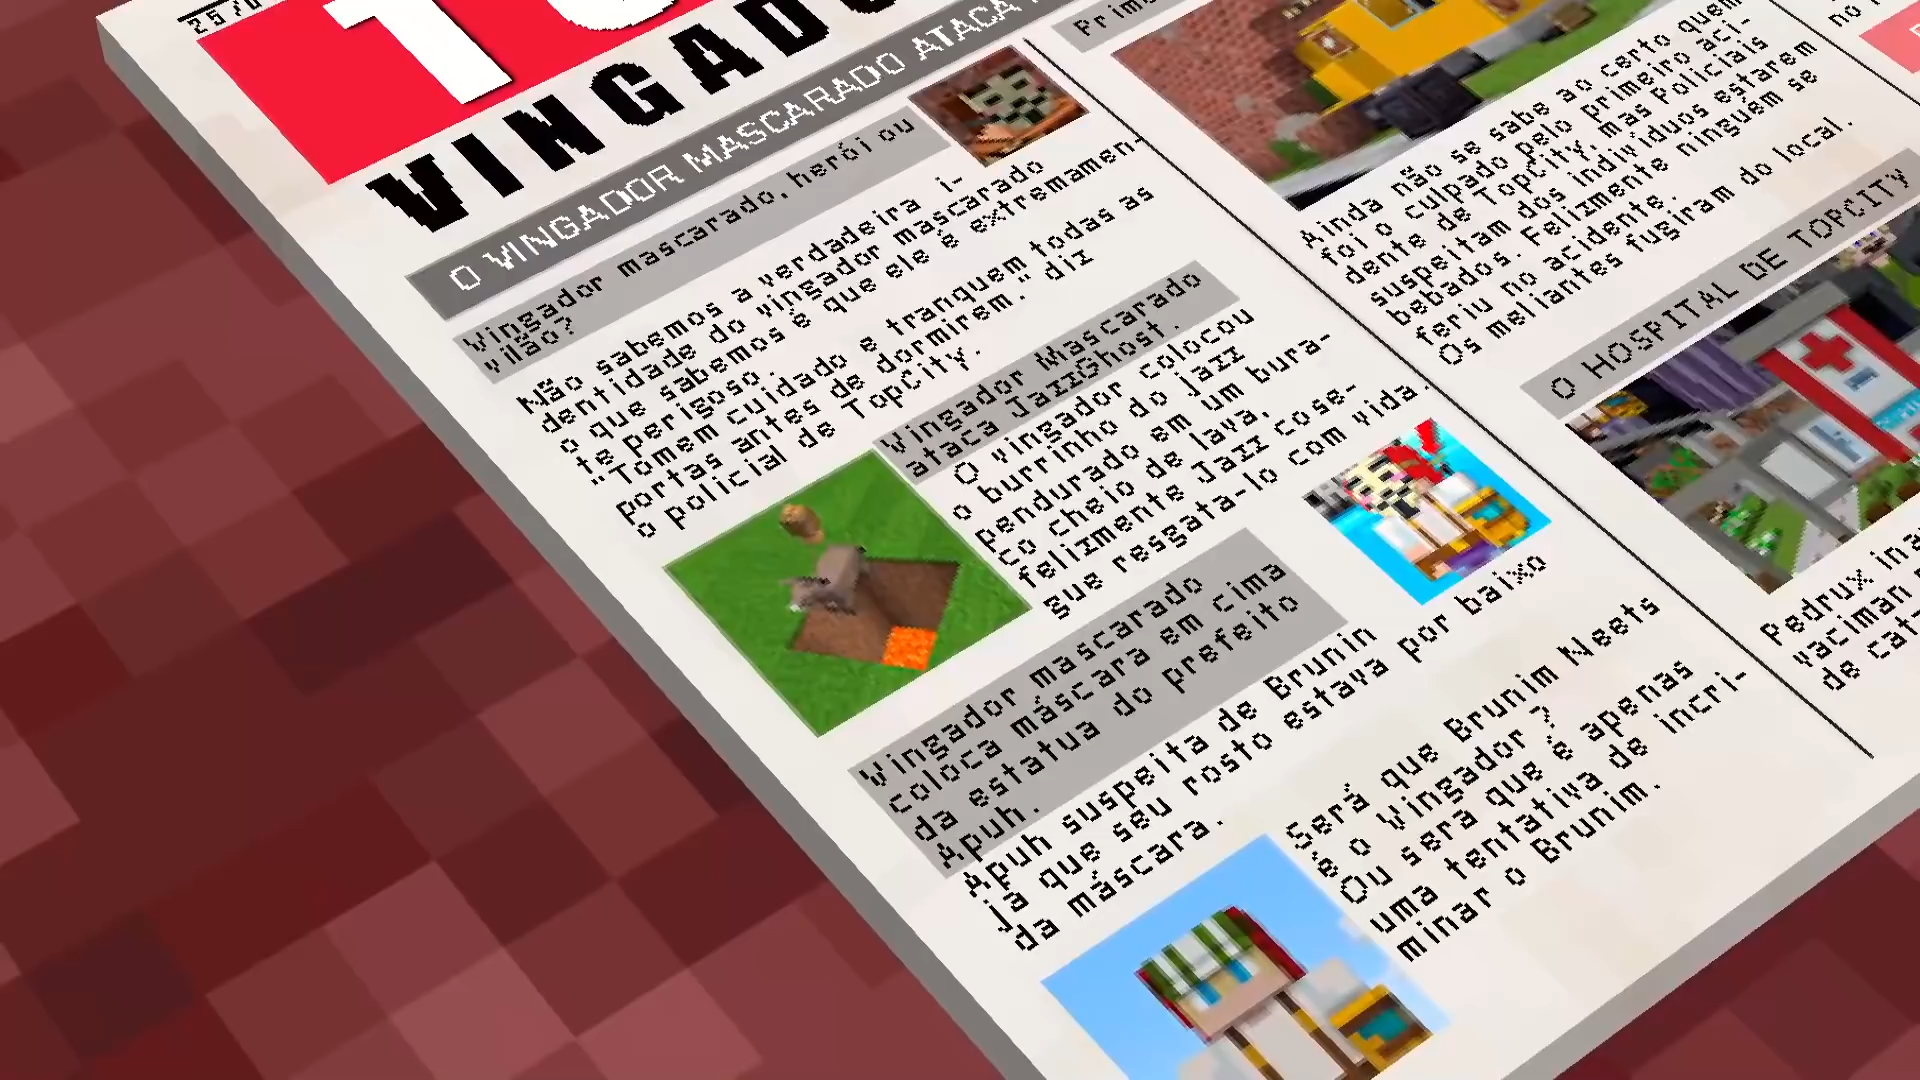 O VINGADOR MASCARADO ATACA
Vingador mascarado, herói ou
vilão?
Não sabemos a verdadeira i-
dentidade do vingador mascarado
o que sabemos é que ele é extremamen-
te perigoso.
"Tomem cuidado e tranquem todas as
portas antes de dormirem." diz
o policial de TopCity.
Vingador Mascarado
ataca JazzGhost.
O vingador colocou
o burrinho do jazz
pendurado em um bura-
co cheio de lava,
felizmente Jazz conse-
gue resgata-lo com vida.
Vingador mascarado
coloca máscara em cima
da estatua do prefeito
Apuh.
Apuh suspeita de Brunin
já que seu rosto estava por baixo
da máscara.
Será que Brunim Neets
é o Vingador ?
Ou sera que é apenas
uma tentativa de incri-
minar o Brunim.
Ainda não se sabe ao certo quem
foi o culpado pelo primeiro aci-
dente de TopCity, mas Policiais
suspeitam dos indivíduos estarem
bebados. Felizmente ninguém se
feriu no acidente.
Os meliantes fugiram do local.
O HOSPITAL DE TOPCITY
Pedrux
de